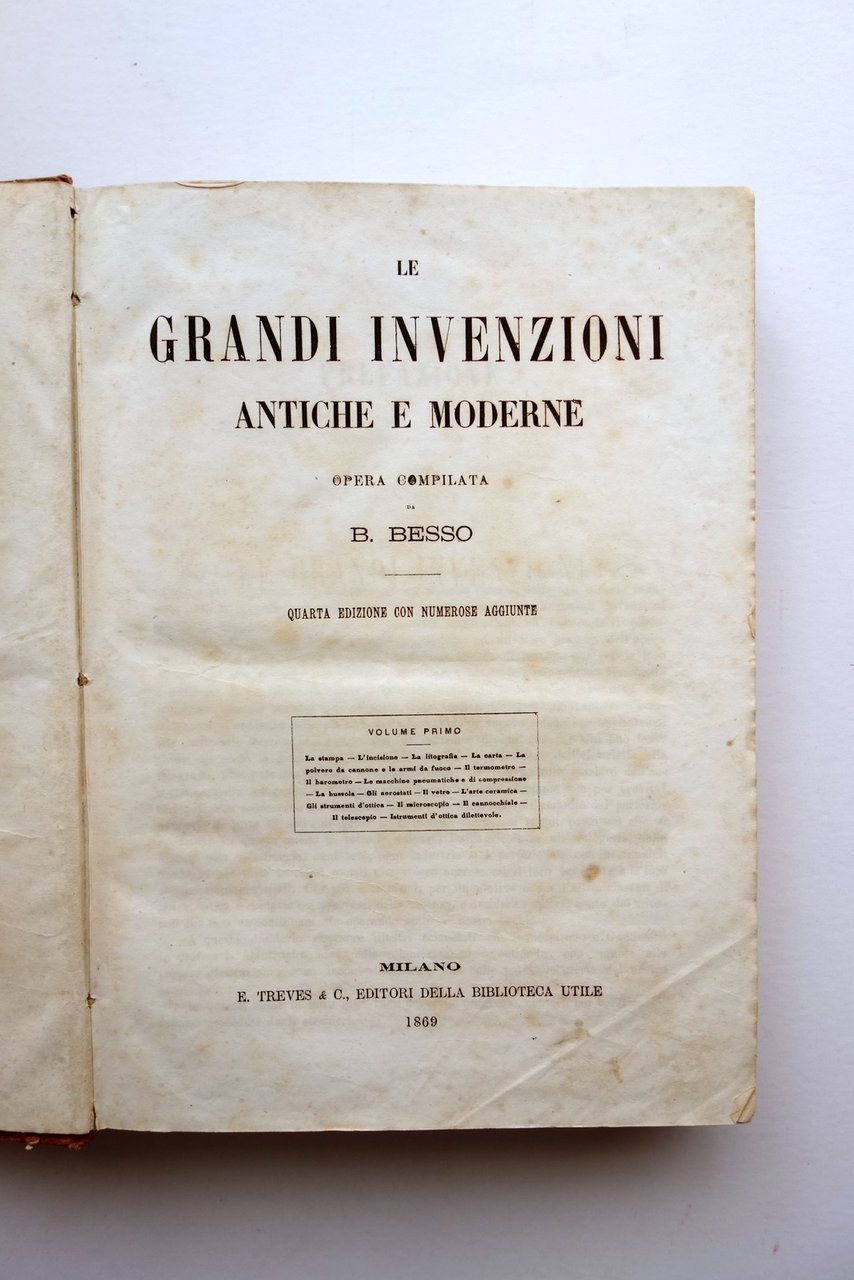 LE
GRANDI INVENZIONI
ANTICHE E MODERNE
OPERA COMPILATA
DA
B. BESSO
QUARTA EDIZIONE CON NUMEROSE AGGIUNTE
VOLUME PRIMO
La stampa — L'incisione — La litografia — La carta — La
polvere da cannone e le armi da fuoco — Il termometro —
Il barometro — Le macchine pneumatiche e di compressione
— La bussola — Gli aerostati — Il vetro — L'arte ceramica —
Gli strumenti d'ottica — Il microscopio — Il cannocchiale —
Il telescopio — Istrumenti d'ottica dilettevole.
MILANO
E. TREVES & C., EDITORI DELLA BIBLIOTECA UTILE
1869